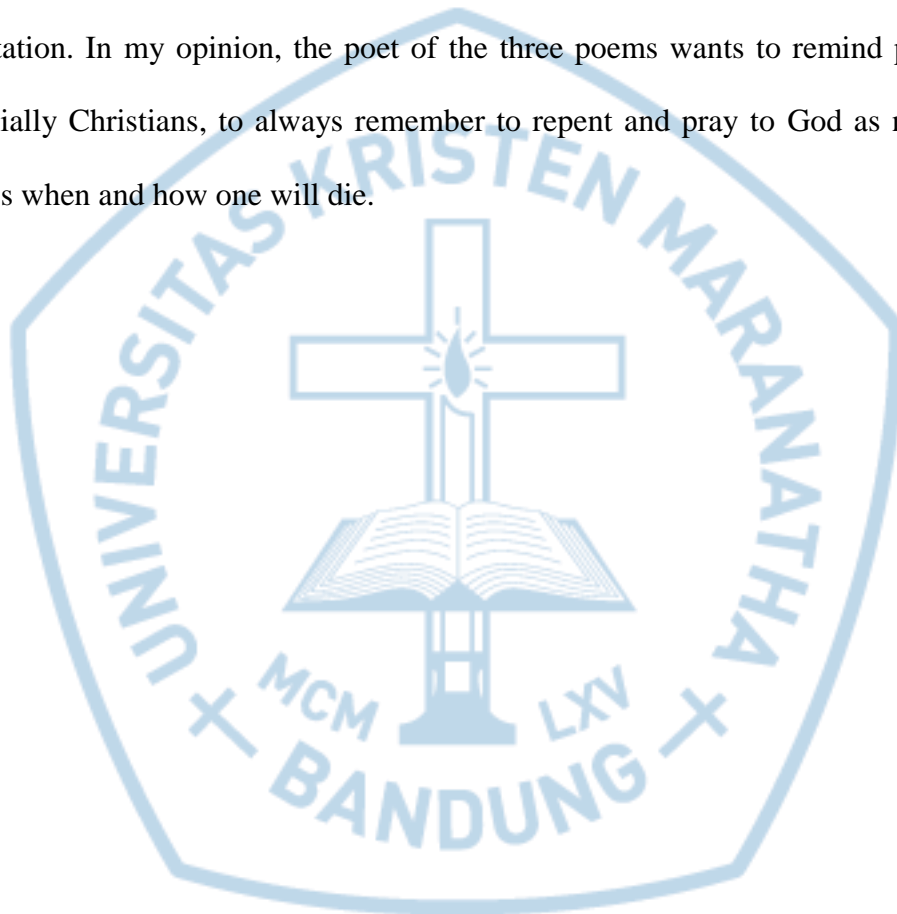 tation. In my opinion, the poet of the three poems wants to remind p
ially Christians, to always remember to repent and pray to God as n
s when and how one will die.
UNIVERSITAS KRISTEN MARANATHA
MCM LXV
BANDUNG